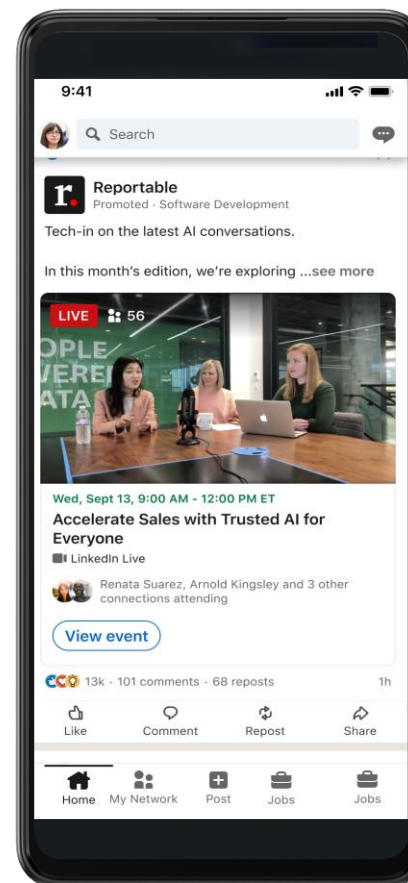 9:41
Search
r.
Reportable
Promoted · Software Development
Tech-in on the latest AI conversations.
In this month's edition, we're exploring ...see more
LIVE 56
OPLE
WERE
ATA
Wed, Sept 13, 9:00 AM - 12:00 PM ET
Accelerate Sales with Trusted AI for
Everyone
LinkedIn Live
Renata Suarez, Arnold Kingsley and 3 other
connections attending
View event
13k · 101 comments · 68 reposts 1h
Like Comment Repost Share
Home My Network Post Jobs Jobs